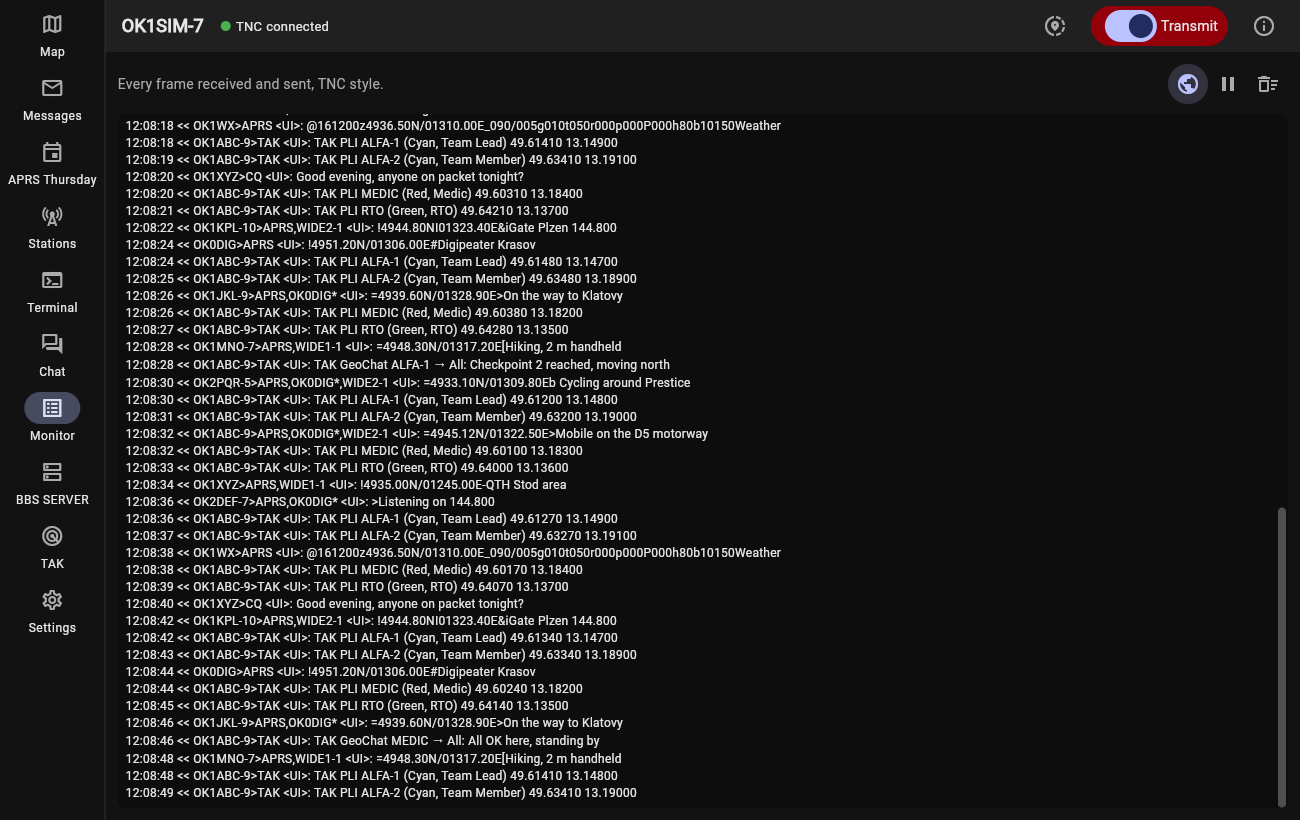 OK1SIM-7
TNC connected
Transmit
Map
Messages
APRS Thursday
Stations
Terminal
Chat
Monitor
BBS SERVER
TAK
Settings
Every frame received and sent, TNC style.
12:08:18 << OK1WX>APRS <UI>: @161200z4936.50N/01310.00E_090/005g010t050r000p000P000h80b10150Weather
12:08:18 << OK1ABC-9>TAK <UI>: TAK PLI ALFA-1 (Cyan, Team Lead) 49.61410 13.14900
12:08:19 << OK1ABC-9>TAK <UI>: TAK PLI ALFA-2 (Cyan, Team Member) 49.63410 13.19100
12:08:20 << OK1XYZ>CQ <UI>: Good evening, anyone on packet tonight?
12:08:20 << OK1ABC-9>TAK <UI>: TAK PLI MEDIC (Red, Medic) 49.60310 13.18400
12:08:21 << OK1ABC-9>TAK <UI>: TAK PLI RTO (Green, RTO) 49.64210 13.13700
12:08:22 << OK1KPL-10>APRS,WIDE2-1 <UI>: !4944.80NI01323.40E&iGate Plzen 144.800
12:08:24 << OK0DIG>APRS <UI>: !4951.20N/01306.00E#Digipeater Krasov
12:08:24 << OK1ABC-9>TAK <UI>: TAK PLI ALFA-1 (Cyan, Team Lead) 49.61480 13.14700
12:08:25 << OK1ABC-9>TAK <UI>: TAK PLI ALFA-2 (Cyan, Team Member) 49.63480 13.18900
12:08:26 << OK1JKL-9>APRS,OK0DIG* <UI>: =4939.60N/01328.90E>On the way to Klatovy
12:08:26 << OK1ABC-9>TAK <UI>: TAK PLI MEDIC (Red, Medic) 49.60380 13.18200
12:08:27 << OK1ABC-9>TAK <UI>: TAK PLI RTO (Green, RTO) 49.64280 13.13500
12:08:28 << OK1MNO-7>APRS,WIDE1-1 <UI>: =4948.30N/01317.20E[Hiking, 2 m handheld
12:08:28 << OK1ABC-9>TAK <UI>: TAK GeoChat ALFA-1 → All: Checkpoint 2 reached, moving north
12:08:30 << OK2PQR-5>APRS,OK0DIG*,WIDE2-1 <UI>: =4933.10N/01309.80Eb Cycling around Prestice
12:08:30 << OK1ABC-9>TAK <UI>: TAK PLI ALFA-1 (Cyan, Team Lead) 49.61200 13.14800
12:08:31 << OK1ABC-9>TAK <UI>: TAK PLI ALFA-2 (Cyan, Team Member) 49.63200 13.19000
12:08:32 << OK1ABC-9>APRS,OK0DIG*,WIDE2-1 <UI>: =4945.12N/01322.50E>Mobile on the D5 motorway
12:08:32 << OK1ABC-9>TAK <UI>: TAK PLI MEDIC (Red, Medic) 49.60100 13.18300
12:08:33 << OK1ABC-9>TAK <UI>: TAK PLI RTO (Green, RTO) 49.64000 13.13600
12:08:34 << OK1XYZ>APRS,WIDE1-1 <UI>: !4935.00N/01245.00E-QTH Stod area
12:08:36 << OK2DEF-7>APRS,OK0DIG* <UI>: >Listening on 144.800
12:08:36 << OK1ABC-9>TAK <UI>: TAK PLI ALFA-1 (Cyan, Team Lead) 49.61270 13.14900
12:08:37 << OK1ABC-9>TAK <UI>: TAK PLI ALFA-2 (Cyan, Team Member) 49.63270 13.19100
12:08:38 << OK1WX>APRS <UI>: @161200z4936.50N/01310.00E_090/005g010t050r000p000P000h80b10150Weather
12:08:38 << OK1ABC-9>TAK <UI>: TAK PLI MEDIC (Red, Medic) 49.60170 13.18400
12:08:39 << OK1ABC-9>TAK <UI>: TAK PLI RTO (Green, RTO) 49.64070 13.13700
12:08:40 << OK1XYZ>CQ <UI>: Good evening, anyone on packet tonight?
12:08:42 << OK1KPL-10>APRS,WIDE2-1 <UI>: !4944.80NI01323.40E&iGate Plzen 144.800
12:08:42 << OK1ABC-9>TAK <UI>: TAK PLI ALFA-1 (Cyan, Team Lead) 49.61340 13.14700
12:08:43 << OK1ABC-9>TAK <UI>: TAK PLI ALFA-2 (Cyan, Team Member) 49.63340 13.18900
12:08:44 << OK0DIG>APRS <UI>: !4951.20N/01306.00E#Digipeater Krasov
12:08:44 << OK1ABC-9>TAK <UI>: TAK PLI MEDIC (Red, Medic) 49.60240 13.18200
12:08:45 << OK1ABC-9>TAK <UI>: TAK PLI RTO (Green, RTO) 49.64140 13.13500
12:08:46 << OK1JKL-9>APRS,OK0DIG* <UI>: =4939.60N/01328.90E>On the way to Klatovy
12:08:46 << OK1ABC-9>TAK <UI>: TAK GeoChat MEDIC → All: All OK here, standing by
12:08:48 << OK1MNO-7>APRS,WIDE1-1 <UI>: =4948.30N/01317.20E[Hiking, 2 m handheld
12:08:48 << OK1ABC-9>TAK <UI>: TAK PLI ALFA-1 (Cyan, Team Lead) 49.61410 13.14800
12:08:49 << OK1ABC-9>TAK <UI>: TAK PLI ALFA-2 (Cyan, Team Member) 49.63410 13.19000